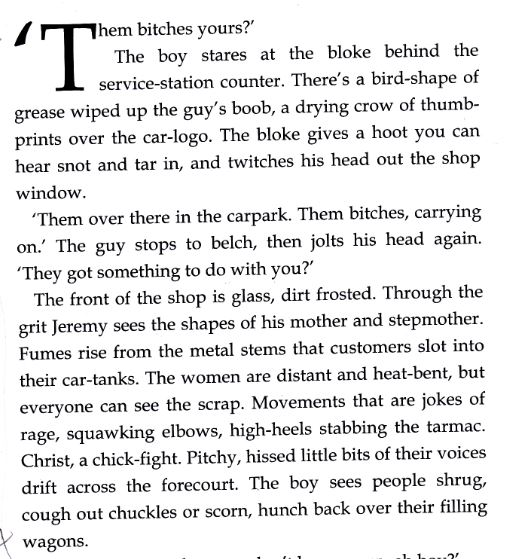 'Them bitches yours?'
The boy stares at the bloke behind the
service-station counter. There's a bird-shape of
grease wiped up the guy's boob, a drying crow of thumb-
prints over the car-logo. The bloke gives a hoot you can
hear snot and tar in, and twitches his head out the shop
window.
'Them over there in the carpark. Them bitches, carrying
on.' The guy stops to belch, then jolts his head again.
'They got something to do with you?'
The front of the shop is glass, dirt frosted. Through the
grit Jeremy sees the shapes of his mother and stepmother.
Fumes rise from the metal stems that customers slot into
their car-tanks. The women are distant and heat-bent, but
everyone can see the scrap. Movements that are jokes of
rage, squawking elbows, high-heels stabbing the tarmac.
Christ, a chick-fight. Pitchy, hissed little bits of their voices
drift across the forecourt. The boy sees people shrug,
cough out chuckles or scorn, hunch back over their filling
wagons.